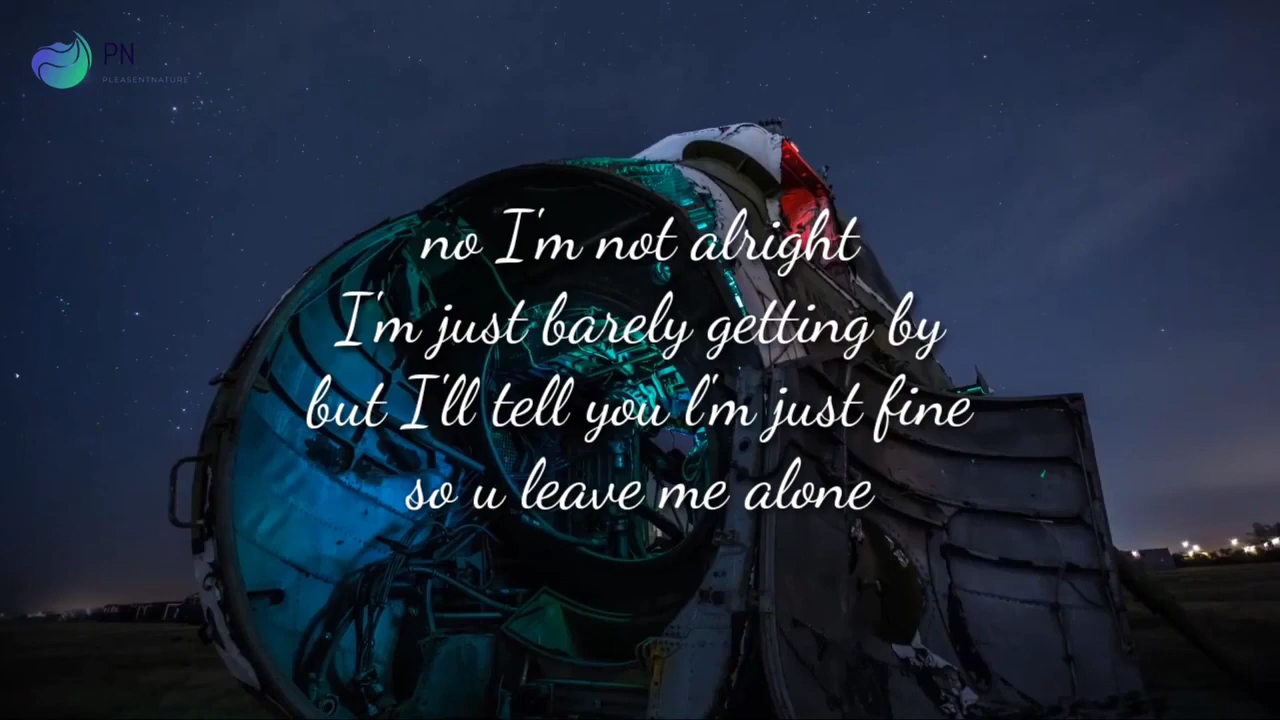 PN
PLEASENTNATURE
no I'm not alright
I'm just barely getting by
but I'll tell you l'm just fine
so u leave me alone